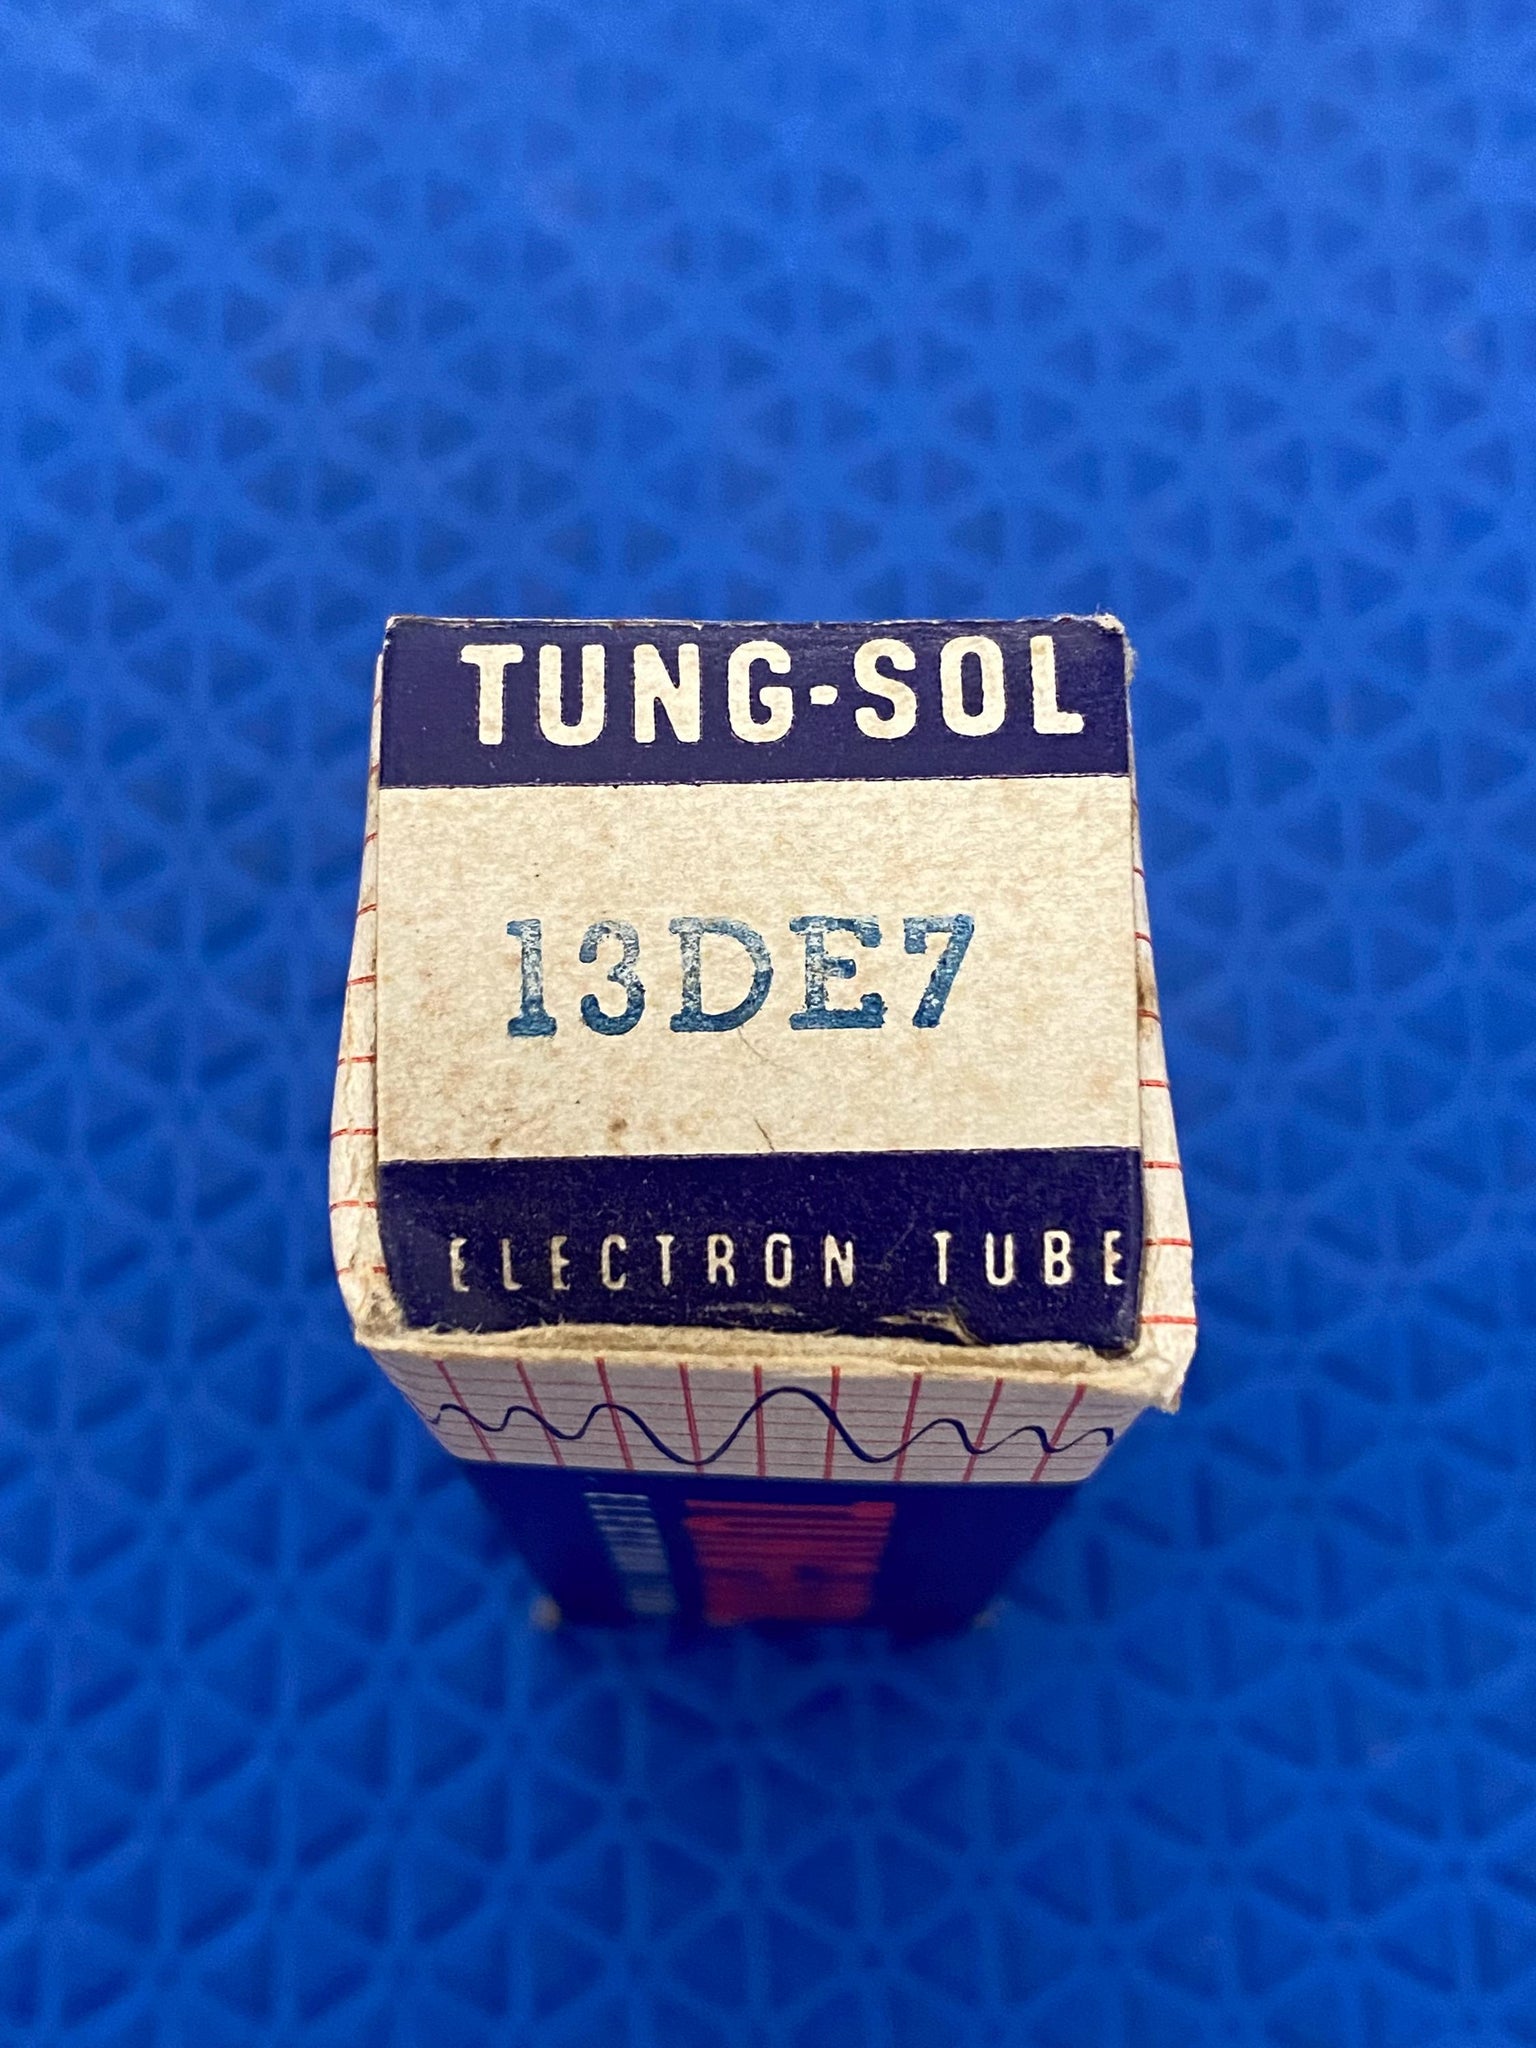 TUNG-SOL
13DE7
ELECTRON TUBE